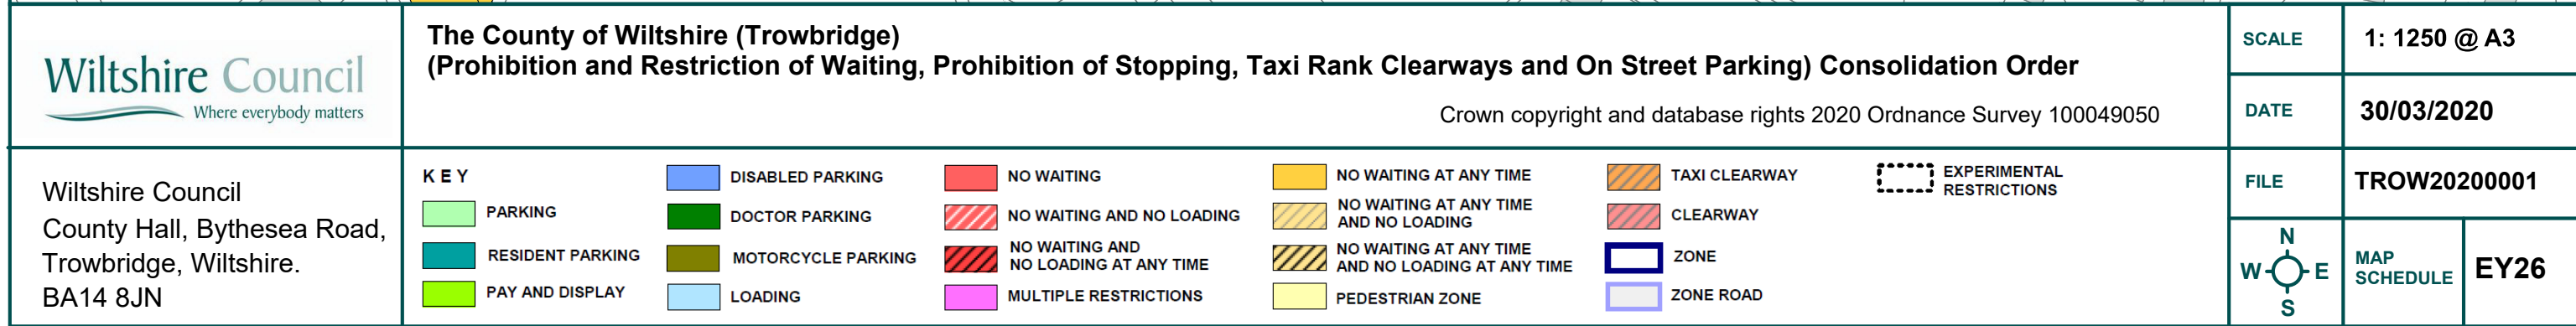 Wiltshire Council
Where everybody matters
The County of Wiltshire (Trowbridge)
(Prohibition and Restriction of Waiting, Prohibition of Stopping, Taxi Rank Clearways and On Street Parking) Consolidation Order
Crown copyright and database rights 2020 Ordnance Survey 100049050
SCALE
1: 1250 @ A3
DATE
30/03/2020
Wiltshire Council
County Hall, Bythesea Road,
Trowbridge, Wiltshire.
BA14 8JN
KEY
PARKING
RESIDENT PARKING
PAY AND DISPLAY
DISABLED PARKING
DOCTOR PARKING
MOTORCYCLE PARKING
LOADING
NO WAITING
NO WAITING AND NO LOADING
NO WAITING AND
NO LOADING AT ANY TIME
MULTIPLE RESTRICTIONS
NO WAITING AT ANY TIME
NO WAITING AT ANY TIME
AND NO LOADING
NO WAITING AT ANY TIME
AND NO LOADING AT ANY TIME
PEDESTRIAN ZONE
TAXI CLEARWAY
CLEARWAY
ZONE
ZONE ROAD
EXPERIMENTAL
RESTRICTIONS
FILE
TROW20200001
N
W E
S
MAP
SCHEDULE
EY26